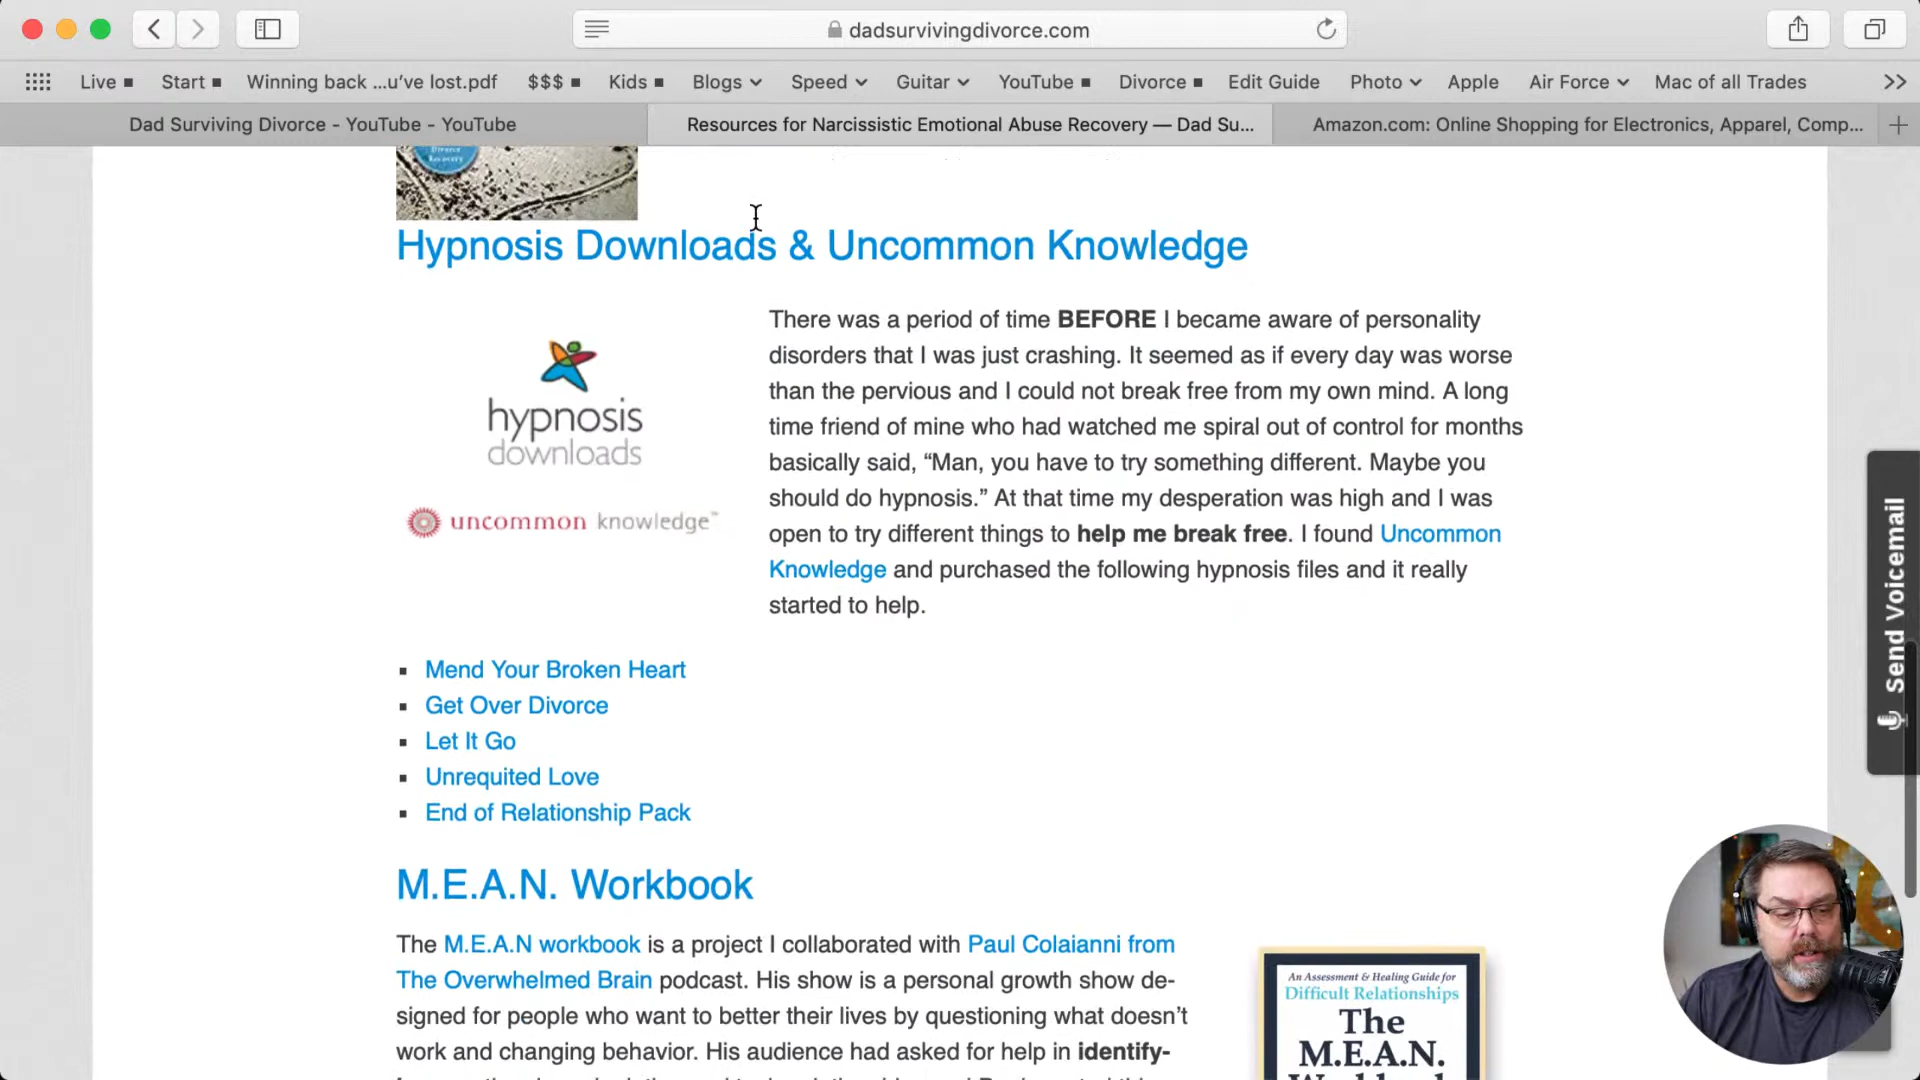 dadsurvivingdivorce.com
Live Start Winning back ...u've lost.pdf $$$ Kids Blogs Speed Guitar YouTube Divorce Edit Guide Photo Apple Air Force Mac of all Trades
Dad Surviving Divorce - YouTube - YouTube
Resources for Narcissistic Emotional Abuse Recovery — Dad Su...
Amazon.com: Online Shopping for Electronics, Apparel, Comp...
Divorce
Recovery
Hypnosis Downloads & Uncommon Knowledge
hypnosis
downloads
uncommon knowledge™
There was a period of time BEFORE I became aware of personality
disorders that I was just crashing. It seemed as if every day was worse
than the pervious and I could not break free from my own mind. A long
time friend of mine who had watched me spiral out of control for months
basically said, “Man, you have to try something different. Maybe you
should do hypnosis.” At that time my desperation was high and I was
open to try different things to help me break free. I found Uncommon
Knowledge and purchased the following hypnosis files and it really
started to help.
Send Voicemail
▪ Mend Your Broken Heart
▪ Get Over Divorce
▪ Let It Go
▪ Unrequited Love
▪ End of Relationship Pack
M.E.A.N. Workbook
The M.E.A.N workbook is a project I collaborated with Paul Colaianni from
The Overwhelmed Brain podcast. His show is a personal growth show de-
signed for people who want to better their lives by questioning what doesn’t
work and changing behavior. His audience had asked for help in identify-
An Assessment & Healing Guide for
Difficult Relationships
The
M.E.A.N.
Workbook